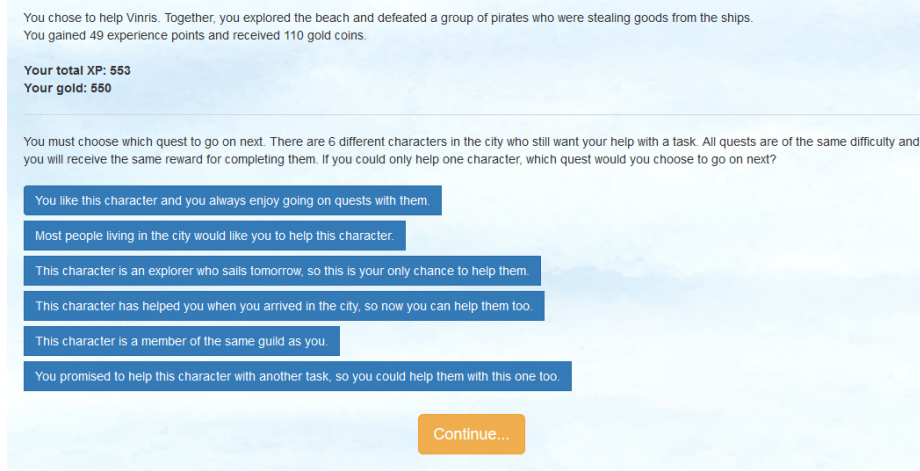 You chose to help Vinris. Together, you explored the beach and defeated a group of pirates who were stealing goods from the ships.
You gained 49 experience points and received 110 gold coins.
Your total XP: 553
Your gold: 550
You must choose which quest to go on next. There are 6 different characters in the city who still want your help with a task. All quests are of the same difficulty and
you will receive the same reward for completing them. If you could only help one character, which quest would you choose to go on next?
You like this character and you always enjoy going on quests with them.
Most people living in the city would like you to help this character.
This character is an explorer who sails tomorrow, so this is your only chance to help them.
This character has helped you when you arrived in the city, so now you can help them too.
This character is a member of the same guild as you.
You promised to help this character with another task, so you could help them with this one too.
Continue...